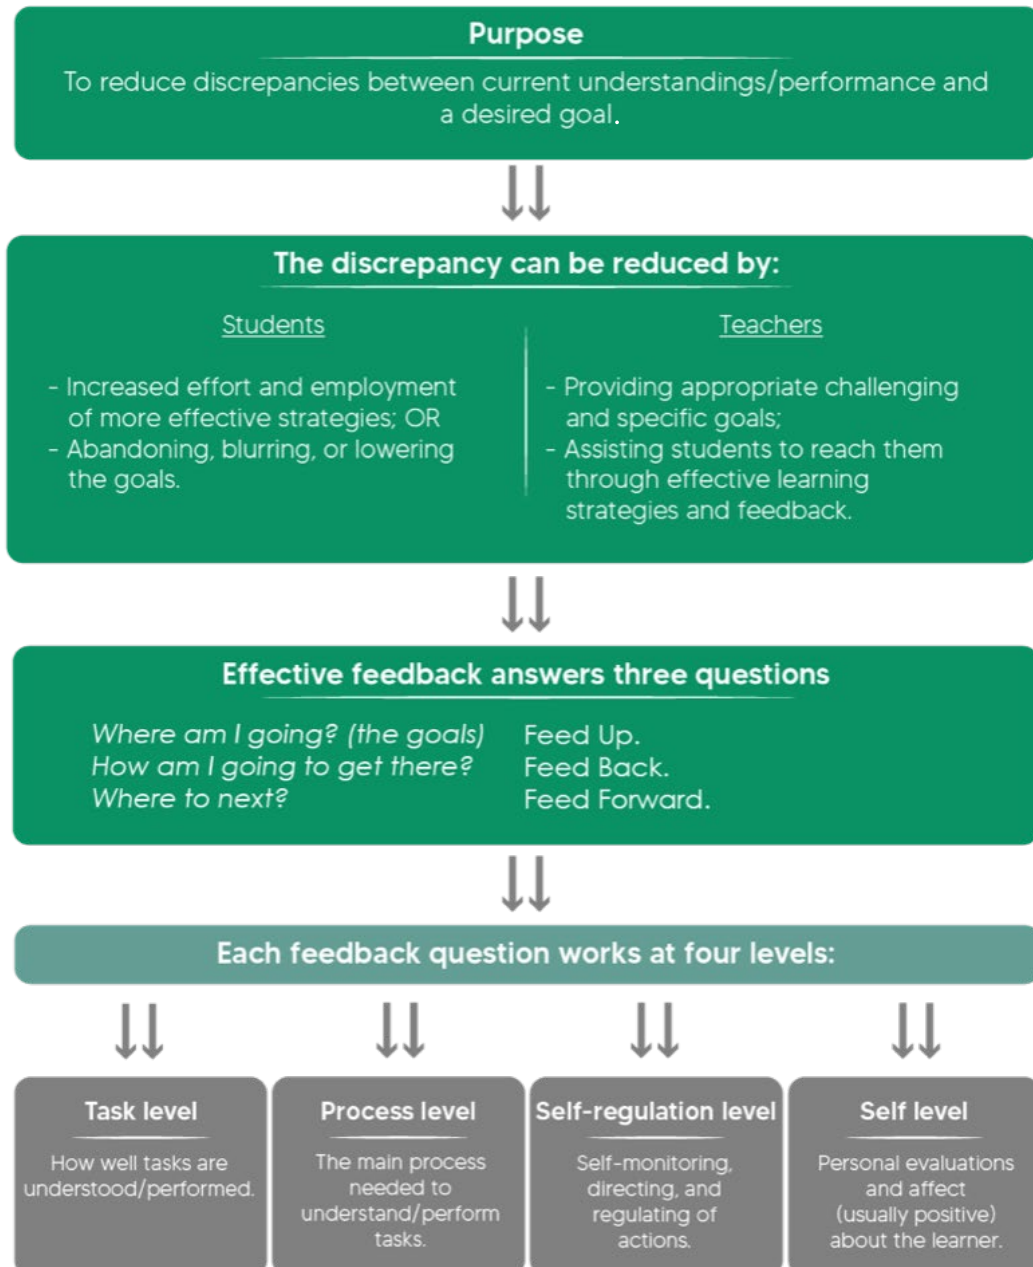 Purpose
To reduce discrepancies between current understandings/performance and
a desired goal.
The discrepancy can be reduced by:
Students
- Increased effort and employment
of more effective strategies; OR
- Abandoning, blurring, or lowering
the goals.
Teachers
- Providing appropriate challenging
and specific goals;
- Assisting students to reach them
through effective learning
strategies and feedback.
Effective feedback answers three questions
Where am I going? (the goals) Feed Up.
How am I going to get there? Feed Back.
Where to next? Feed Forward.
Each feedback question works at four levels:
Task level
How well tasks are
understood/performed.
Process level
The main process
needed to
understand/perform
tasks.
Self-regulation level
Self-monitoring,
directing, and
regulating of
actions.
Self level
Personal evaluations
and affect
(usually positive)
about the learner.